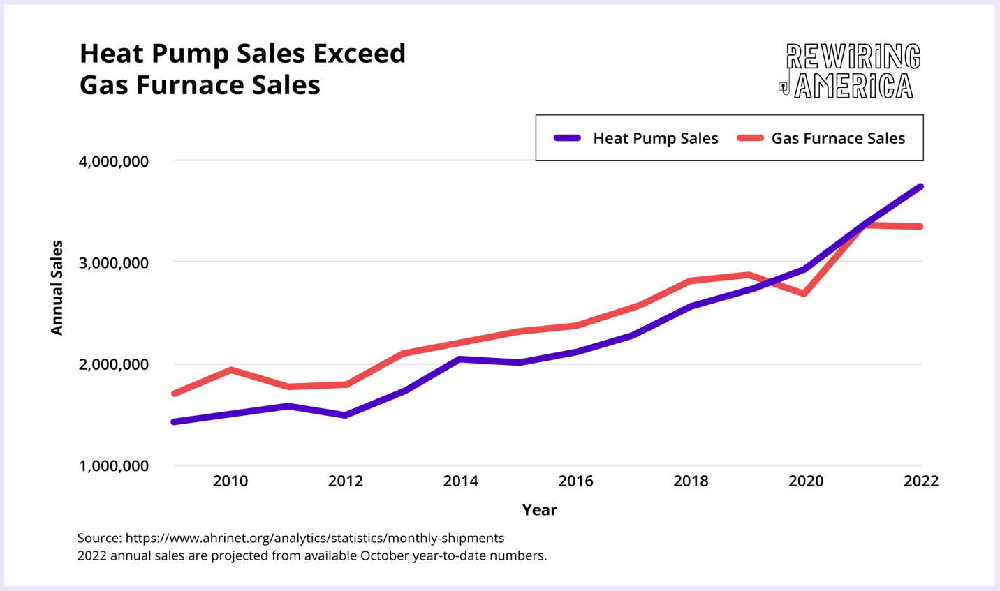 Heat Pump Sales Exceed
Gas Furnace Sales
REWIRING
AMERICA
Heat Pump Sales
Gas Furnace Sales
4,000,000
3,000,000
2,000,000
1,000,000
Annual Sales
2010
2012
2014
2016
2018
2020
2022
Year
Source: https://www.ahrinet.org/analytics/statistics/monthly-shipments
2022 annual sales are projected from available October year-to-date numbers.